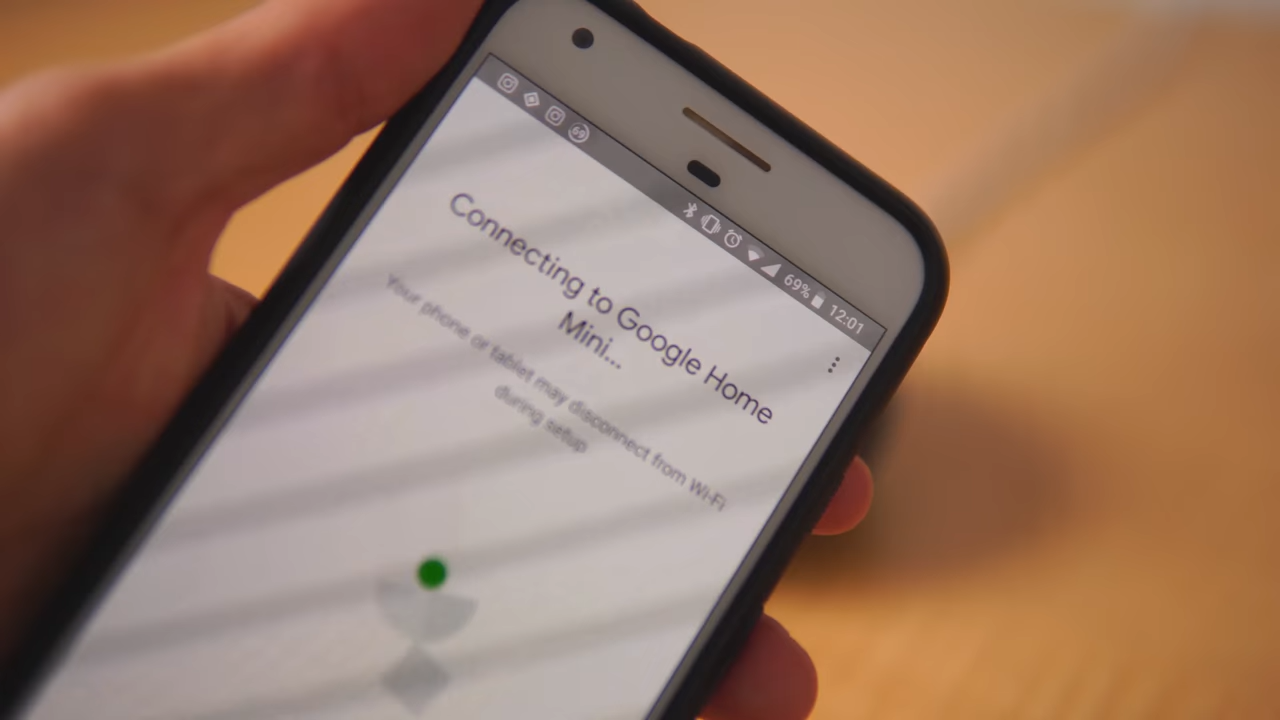 69
69% 12:01
Connecting to Google Home
Mini...
Your phone or tablet may disconnect from Wi-Fi
during setup